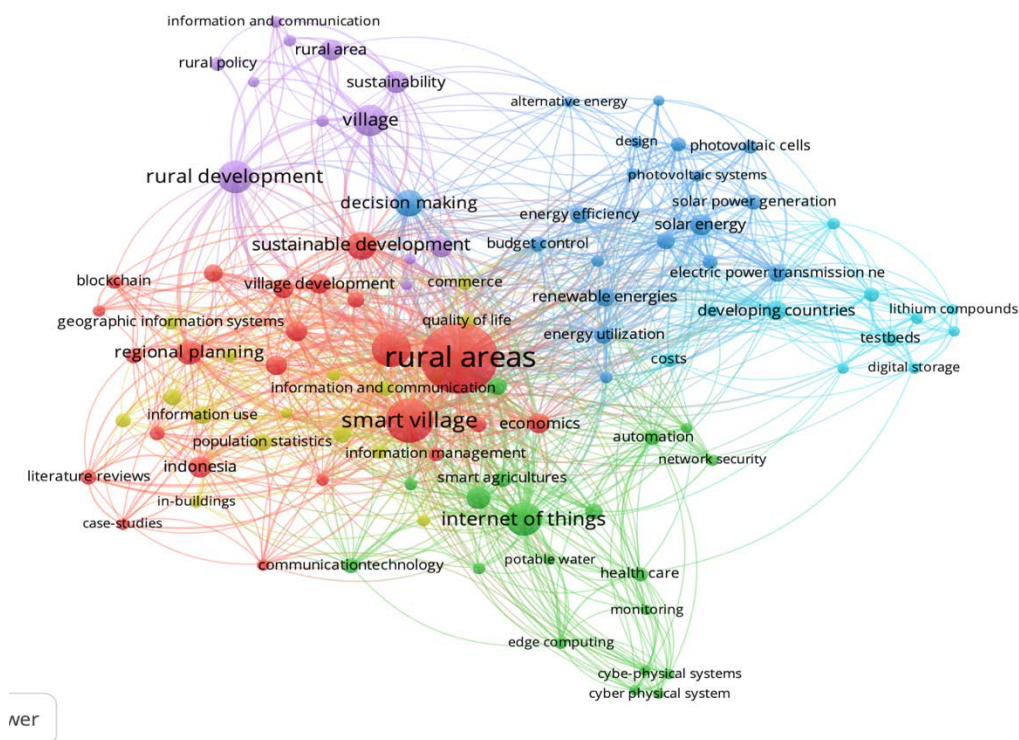 information and communication
rural area
rural policy
sustainability
alternative energy
village
design
photovoltaic cells
rural development
photovoltaic systems
decision making
solar power generation
energy efficiency
solar energy
sustainable development
budget control
blockchain
village development
commerce
electric power transmission ne
renewable energies
developing countries
lithium compounds
geographic information systems
quality of life
energy utilization
testbeds
regional planning
rural areas
costs
digital storage
information and communication
information use
smart village
economics
population statistics
automation
information management
network security
indonesia
literature reviews
smart agricultures
in-buildings
case-studies
internet of things
potable water
communicationtechnology
health care
monitoring
edge computing
cybe-physical systems
cyber physical system
wer